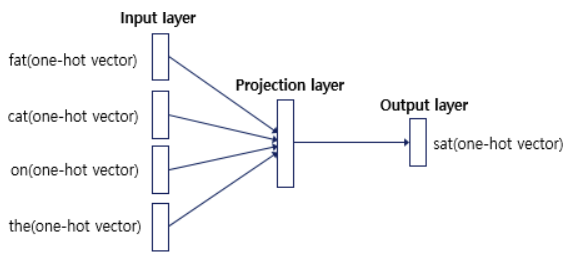 Input layer
fat(one-hot vector)
cat(one-hot vector)
on(one-hot vector)
the(one-hot vector)
Projection layer
Output layer
sat(one-hot vector)